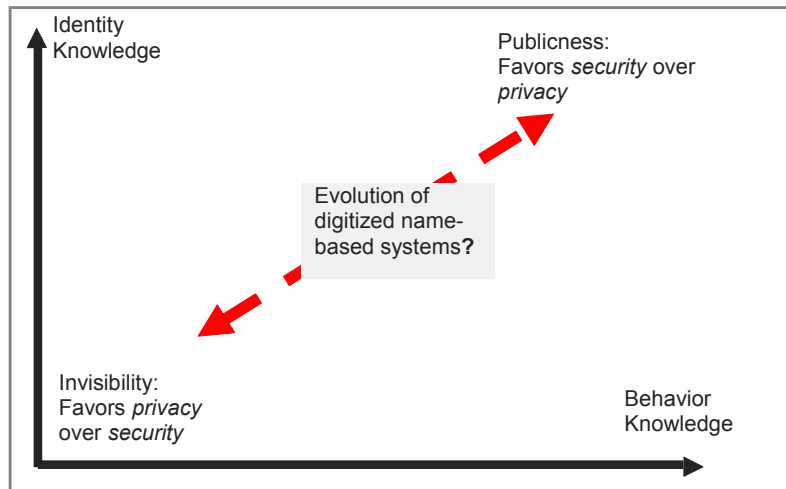 Identity
Knowledge
Publicness:
Favors security over
privacy
Evolution of
digitized name-
based systems?
Invisibility:
Favors privacy
over security
Behavior
Knowledge